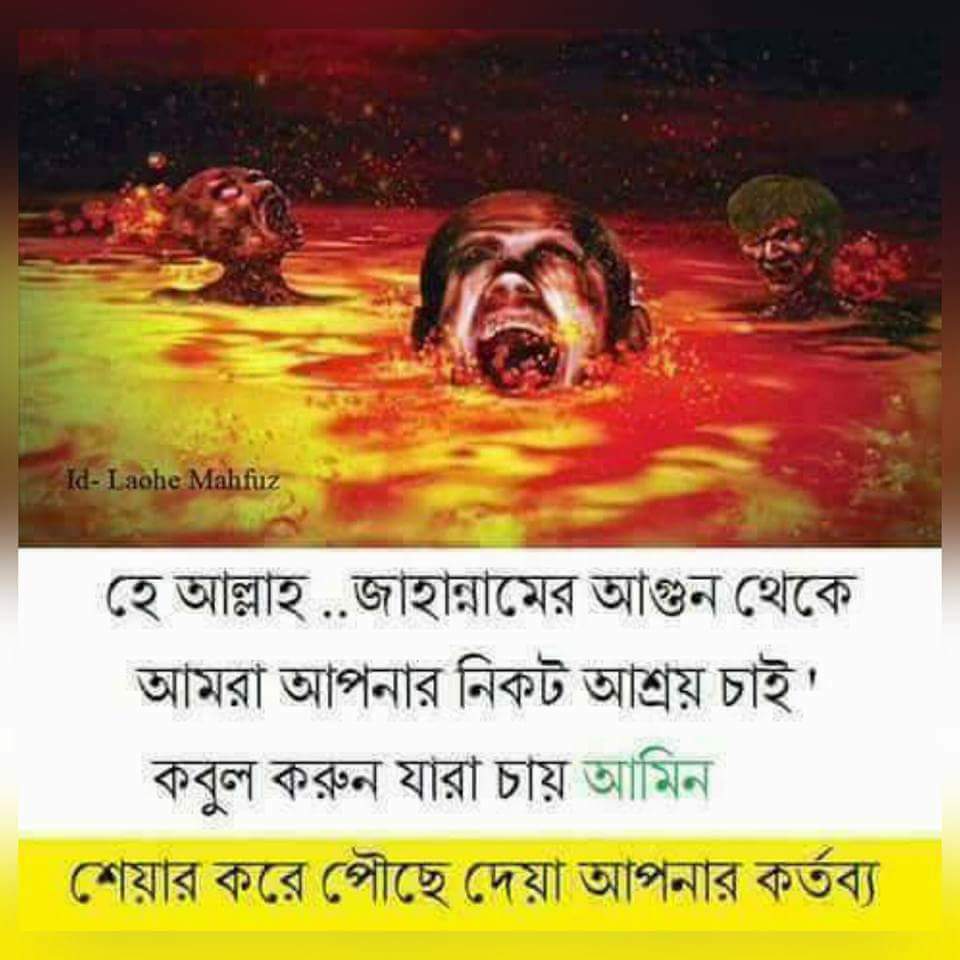 Id- Laohe Mahfuz
হে আল্লাহ ..জাহান্নামের আগুন থেকে
আমরা আপনার নিকট আশ্রয় চাই '
কবুল করুন যারা চায় আমিন
শেয়ার করে পৌছে দেয়া আপনার কর্তব্য